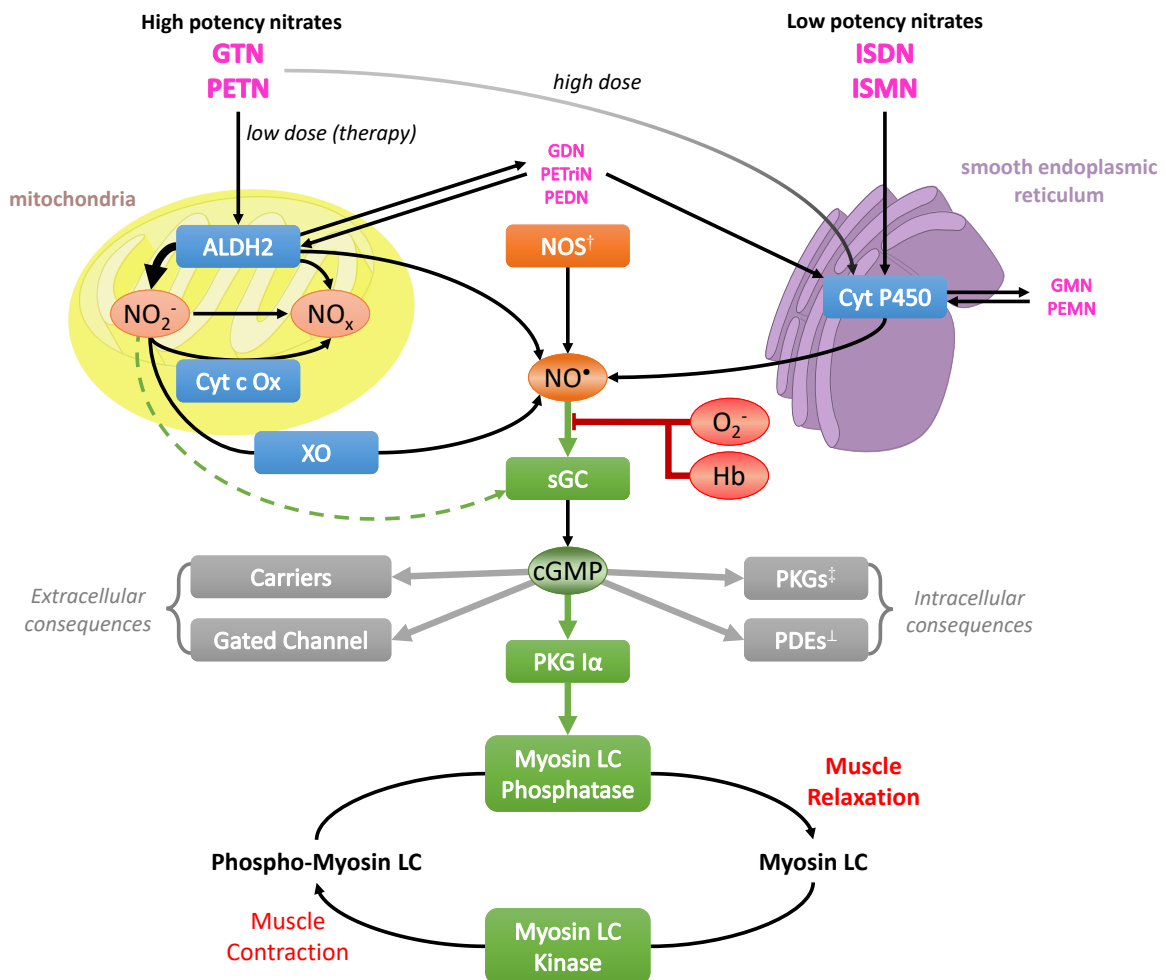 High potency nitrates
GTN
PETN
Low potency nitrates
ISDN
ISMN
high dose
low dose (therapy)
GDN
PETriN
PEDN
mitochondria
smooth endoplasmic
reticulum
ALDH2
NOS†
NO₂⁻
NOₓ
Cyt P450
GMN
PEMN
Cyt c Ox
NO•
O₂⁻
XO
sGC
Hb
cGMP
Carriers
PKGs‡
Extracellular
consequences
Intracellular
consequences
Gated Channel
PDEs⊥
PKG Iα
Myosin LC
Phosphatase
Muscle
Relaxation
Phospho-Myosin LC
Myosin LC
Muscle
Contraction
Myosin LC
Kinase